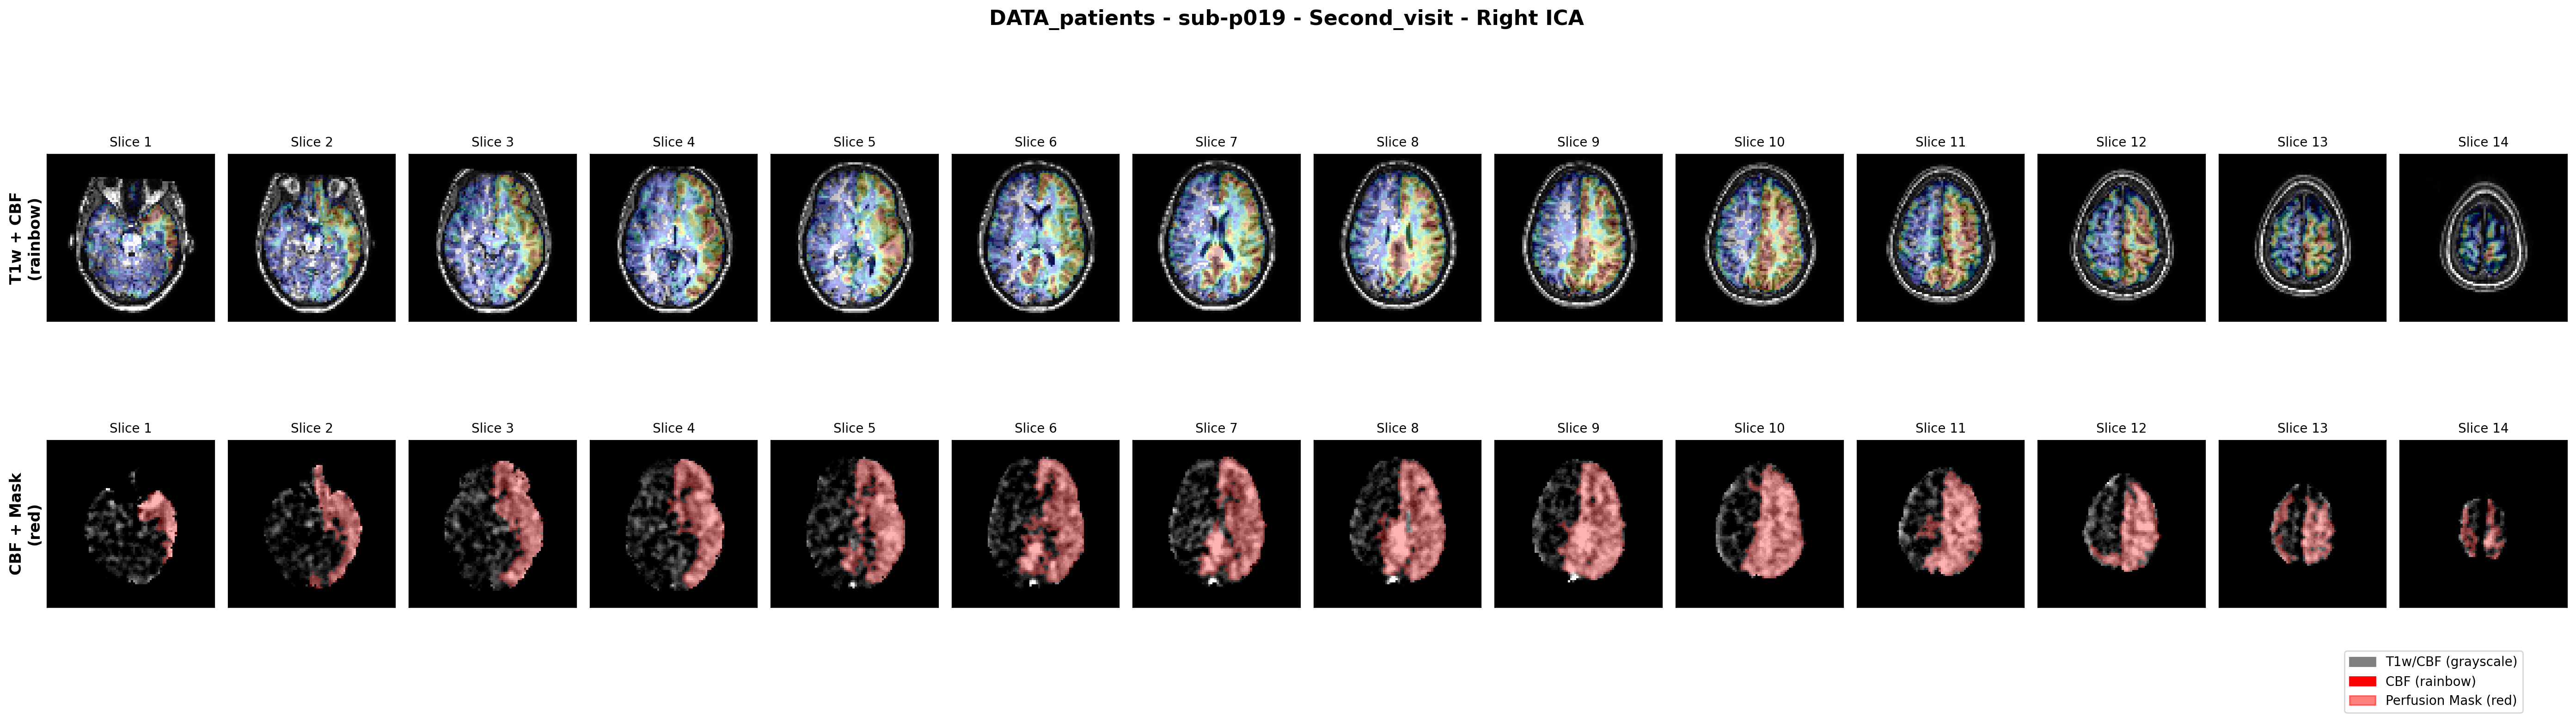 DATA_patients - sub-p019 - Second_visit - Right ICA
T1w + CBF
(rainbow)
Slice 1 Slice 2 Slice 3 Slice 4 Slice 5 Slice 6 Slice 7 Slice 8 Slice 9 Slice 10 Slice 11 Slice 12 Slice 13 Slice 14
CBF + Mask
(red)
Slice 1 Slice 2 Slice 3 Slice 4 Slice 5 Slice 6 Slice 7 Slice 8 Slice 9 Slice 10 Slice 11 Slice 12 Slice 13 Slice 14
T1w/CBF (grayscale)
CBF (rainbow)
Perfusion Mask (red)